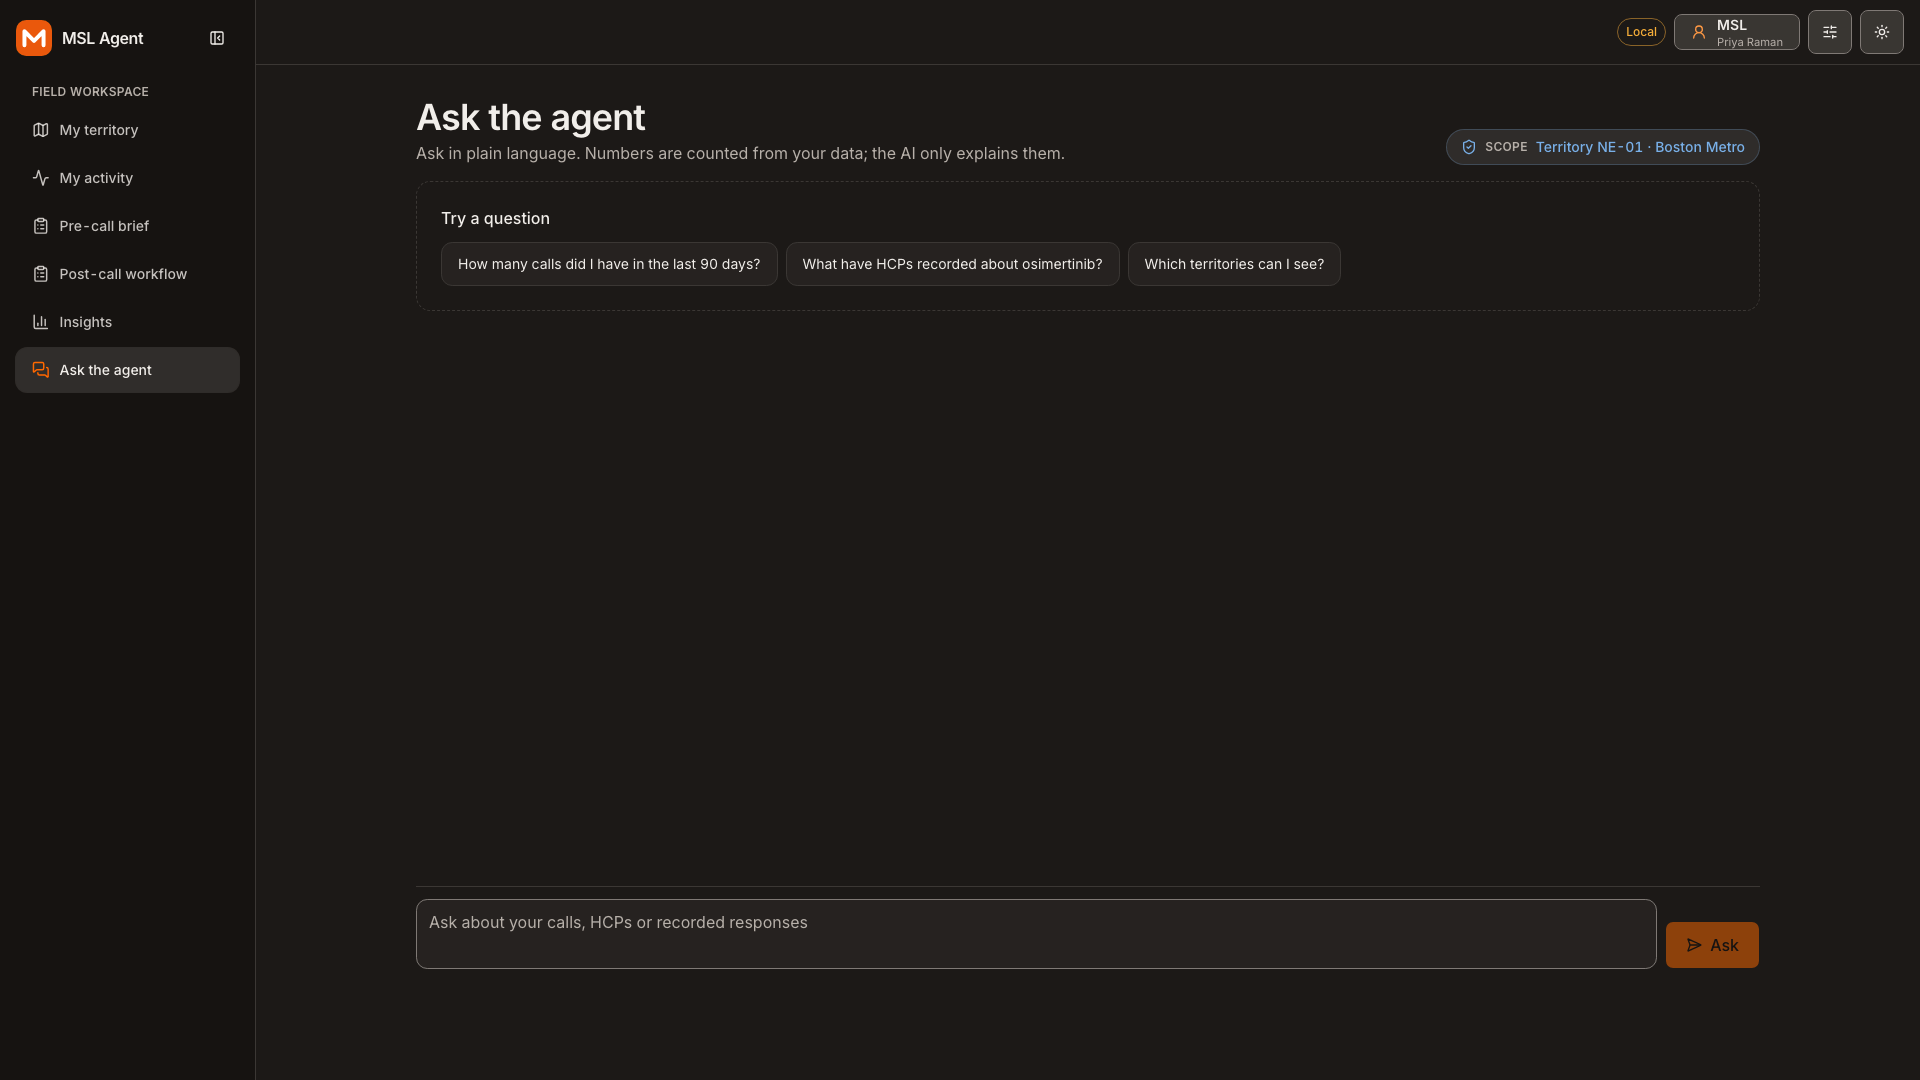 MSL Agent
FIELD WORKSPACE
My territory
My activity
Pre-call brief
Post-call workflow
Insights
Ask the agent
Local
MSL
Priya Raman
Ask the agent
Ask in plain language. Numbers are counted from your data; the AI only explains them.
SCOPE Territory NE-01 · Boston Metro
Try a question
How many calls did I have in the last 90 days?
What have HCPs recorded about osimertinib?
Which territories can I see?
Ask about your calls, HCPs or recorded responses
Ask